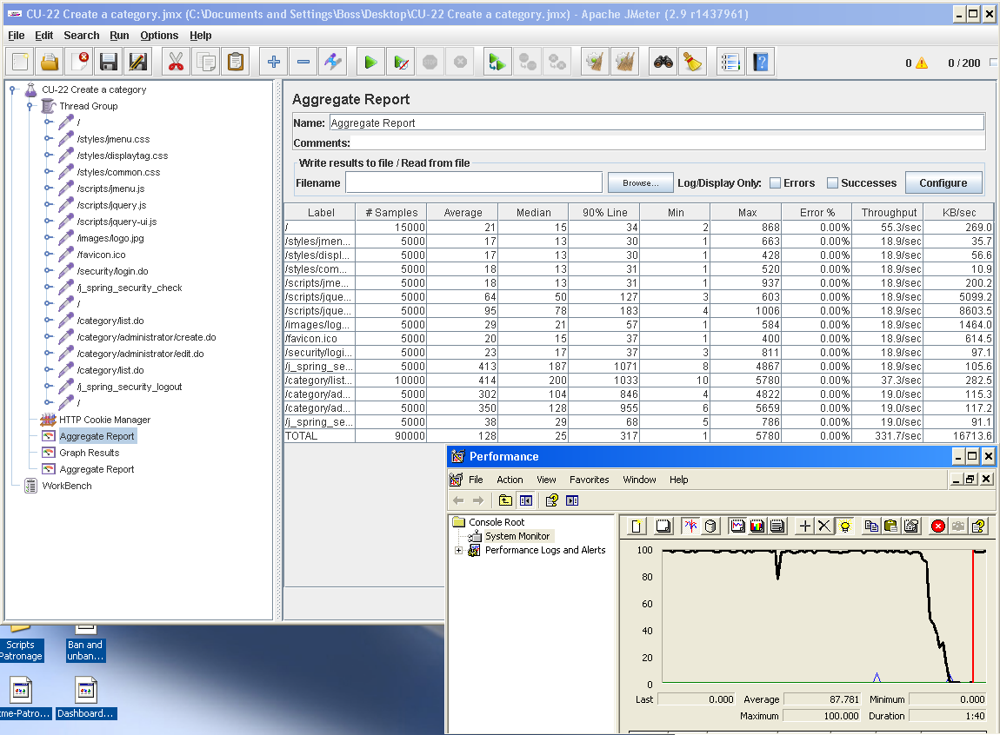 CU-22 Create a category.jmx (C:\Documents and Settings\Boss\Desktop\CU-22 Create a category.jmx) - Apache JMeter (2.9 r1437961)
File Edit Search Run Options Help
0 0 / 200
CU-22 Create a category
Thread Group
/
/styles/jmenu.css
/styles/displaytag.css
/styles/common.css
/scripts/jmenu.js
/scripts/jquery.js
/scripts/jquery-ui.js
/images/logo.jpg
/favicon.ico
/security/login.do
/j_spring_security_check
/
/category/list.do
/category/administrator/create.do
/category/administrator/edit.do
/category/list.do
/j_spring_security_logout
/
HTTP Cookie Manager
Aggregate Report
Graph Results
Aggregate Report
WorkBench
Aggregate Report
Name: Aggregate Report
Comments:
Write results to file / Read from file
Filename Browse... Log/Display Only: Errors Successes Configure
Label # Samples Average Median 90% Line Min Max Error % Throughput KB/sec
/ 15000 21 15 34 2 868 0.00% 55.3/sec 269.0
/styles/jmen... 5000 17 13 30 1 663 0.00% 18.9/sec 35.7
/styles/displ... 5000 17 13 30 1 428 0.00% 18.9/sec 56.6
/styles/com... 5000 18 13 31 1 520 0.00% 18.9/sec 10.9
/scripts/jme... 5000 18 13 31 1 937 0.00% 18.9/sec 200.2
/scripts/jque... 5000 64 50 127 3 603 0.00% 18.9/sec 5099.2
/scripts/jque... 5000 95 78 183 4 1006 0.00% 18.9/sec 8603.5
/images/log... 5000 29 21 57 1 584 0.00% 18.9/sec 1464.0
/favicon.ico 5000 20 15 37 1 400 0.00% 18.9/sec 614.5
/security/logi... 5000 23 17 37 3 811 0.00% 18.9/sec 97.1
/j_spring_se... 5000 413 187 1071 8 4867 0.00% 18.9/sec 105.6
/category/list... 10000 414 200 1033 10 5780 0.00% 37.3/sec 282.5
/category/ad... 5000 302 104 846 4 4822 0.00% 19.0/sec 115.3
/category/ad... 5000 350 128 955 6 5659 0.00% 19.0/sec 117.2
/j_spring_se... 5000 38 29 68 5 786 0.00% 19.0/sec 91.1
TOTAL 90000 128 25 317 1 5780 0.00% 331.7/sec 16713.6
Performance
File Action View Favorites Window Help
Console Root
System Monitor
Performance Logs and Alerts
100
80
60
40
20
0
Last 0.000 Average 87.781 Minimum 0.000
Maximum 100.000 Duration 1:40
Scripts
Patronage
Ban and
unban...
me-Patro...
Dashboard...